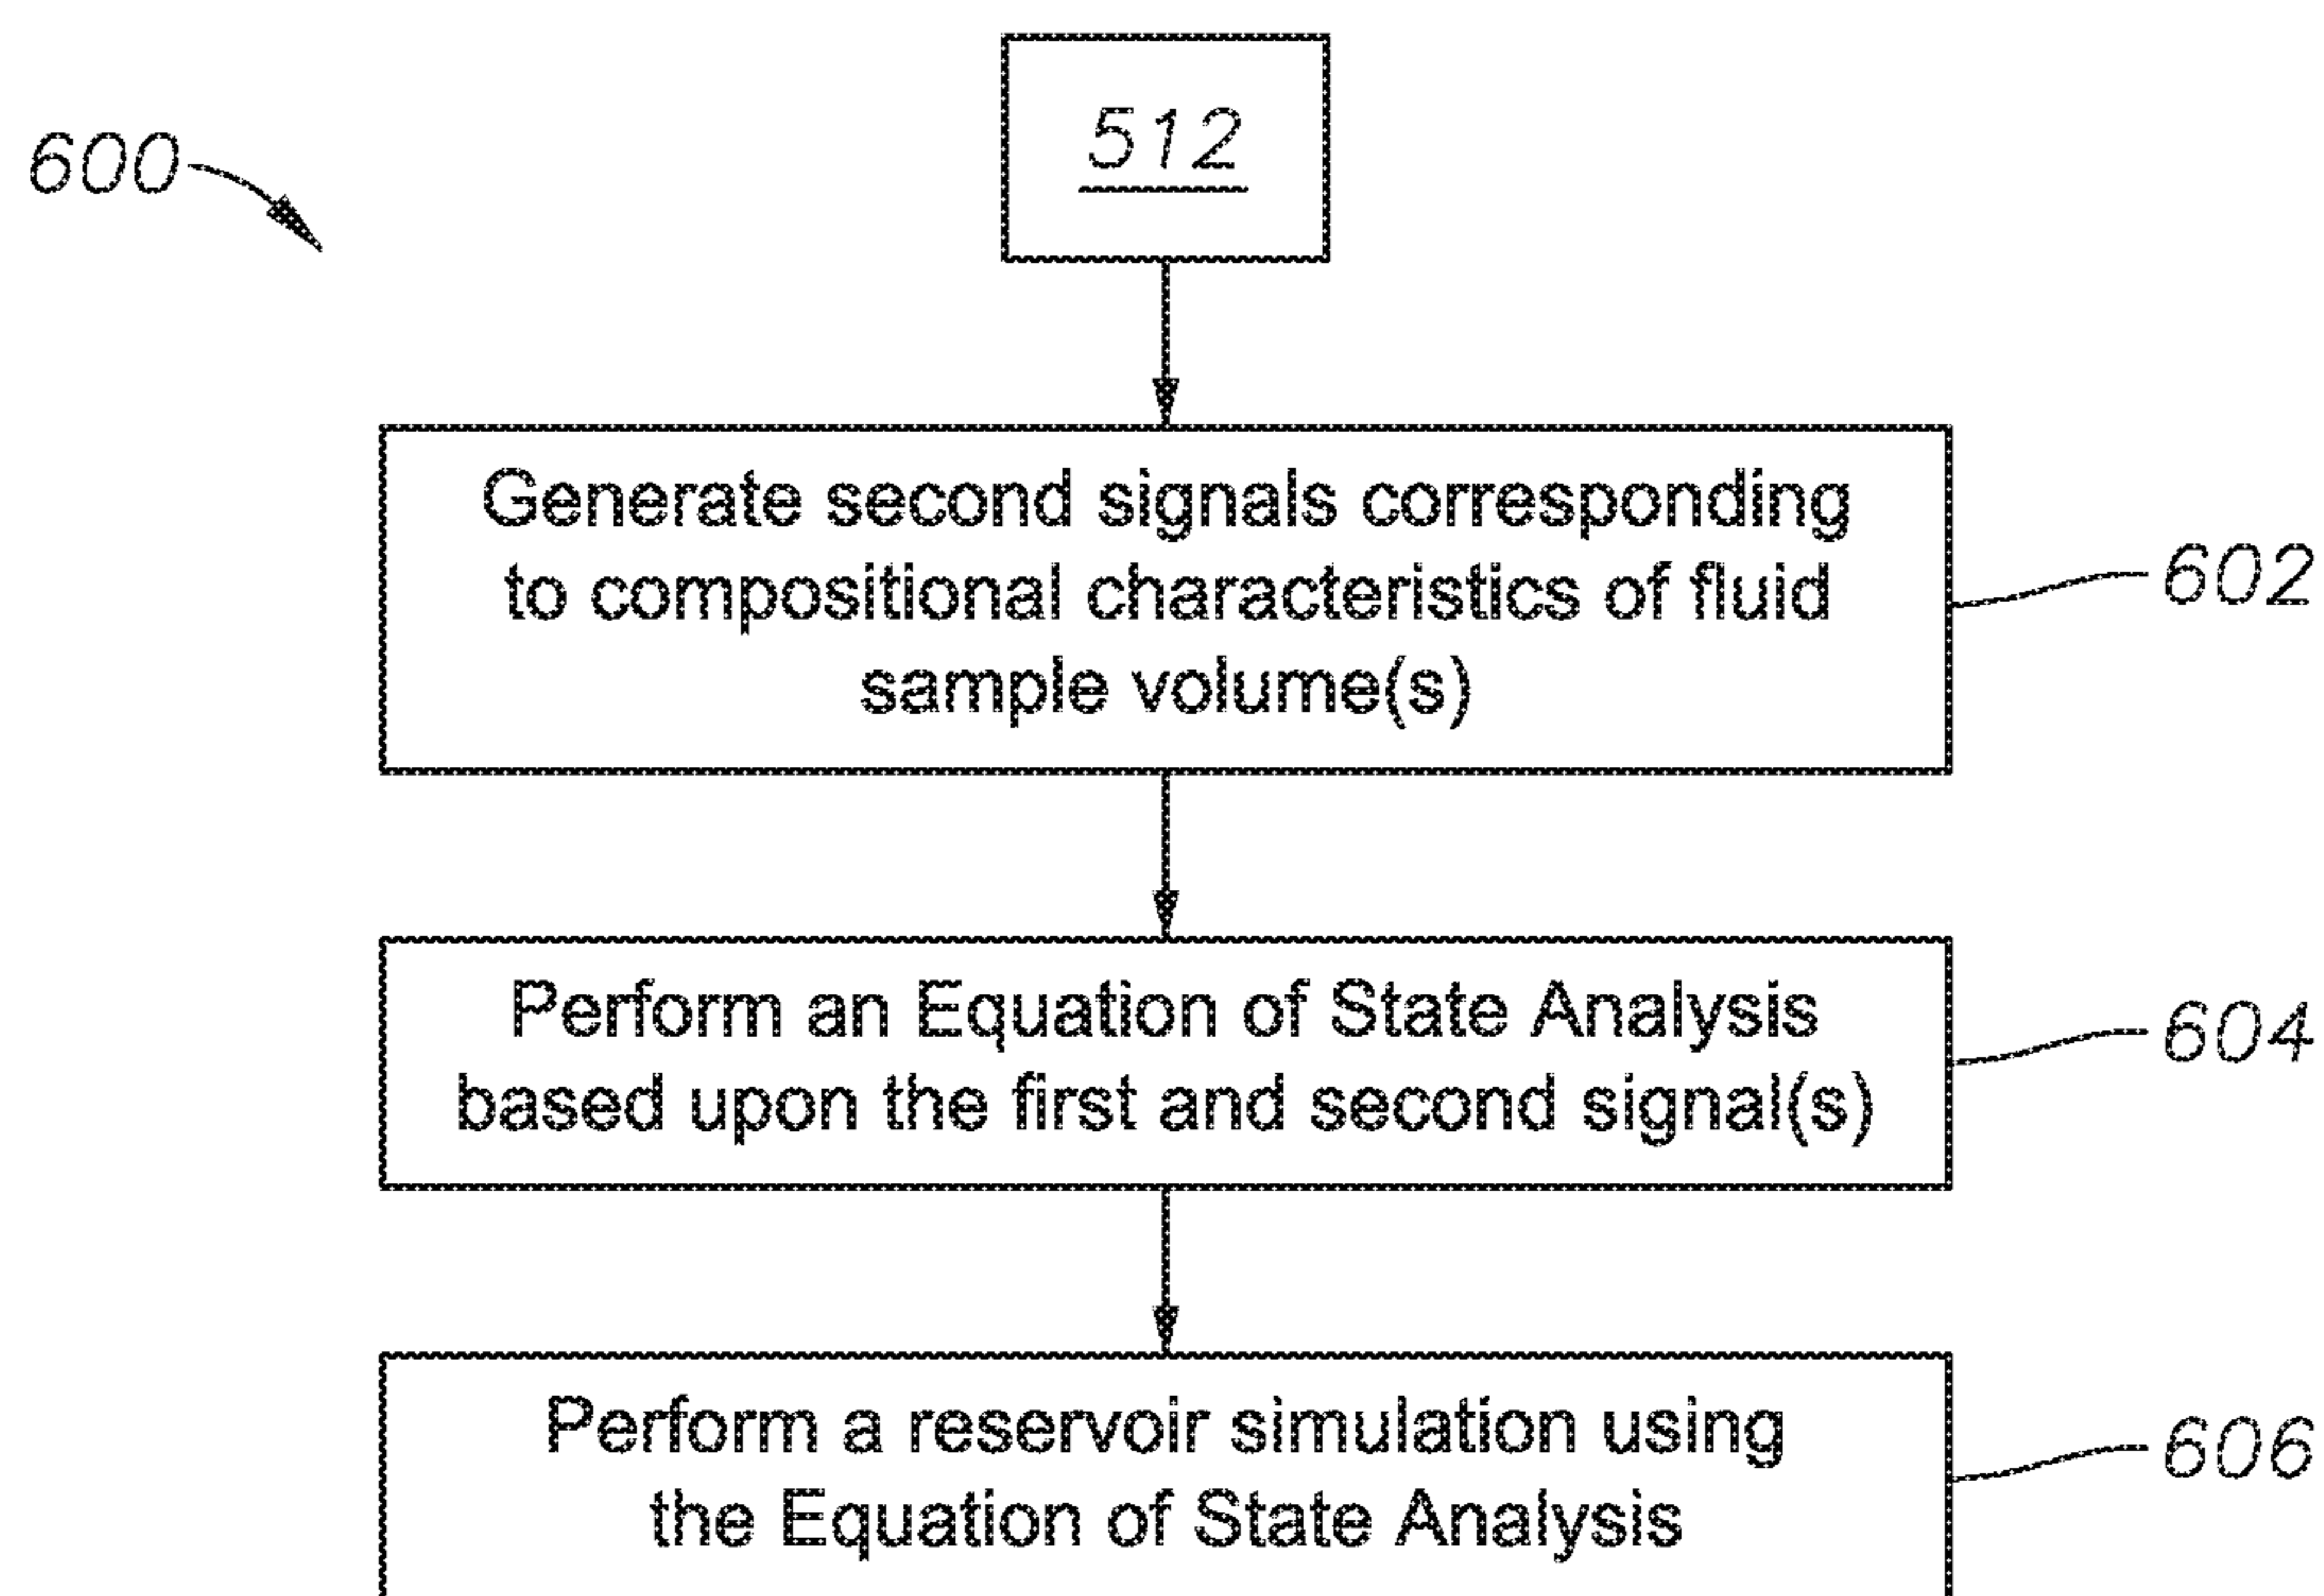 512
600
Generate second signals corresponding
to compositional characteristics of fluid
sample volume(s)
602
Perform an Equation of State Analysis
based upon the first and second signal(s)
604
Perform a reservoir simulation using
the Equation of State Analysis
606